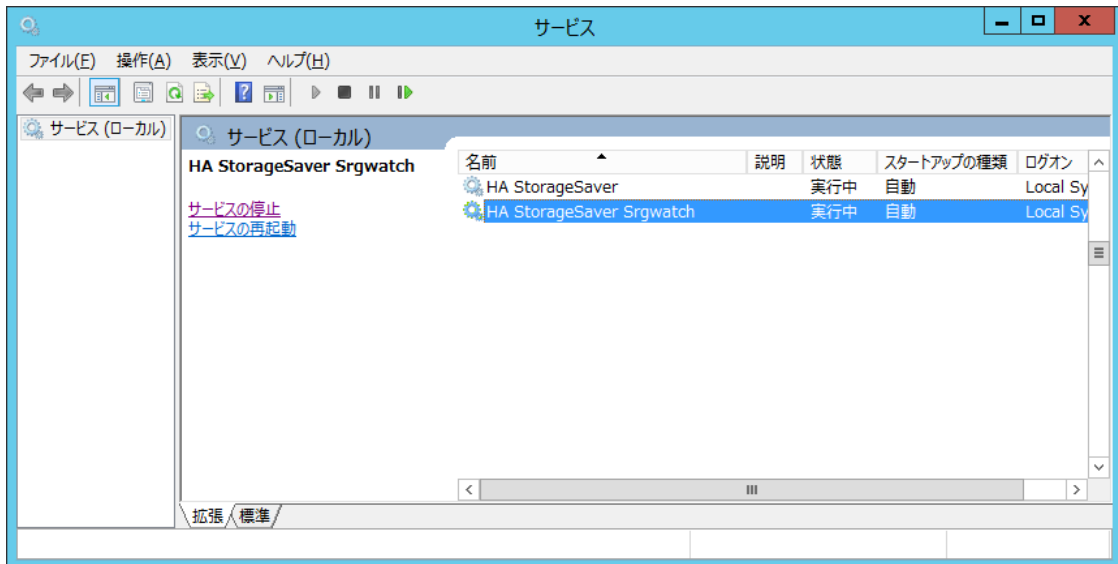 サービス
ファイル(F) 操作(A) 表示(V) ヘルプ(H)
サービス (ローカル)
サービス (ローカル)
HA StorageSaver Srgwatch
サービスの停止
サービスの再起動
名前 説明 状態 スタートアップの種類 ログオン
HA StorageSaver 実行中 自動 Local Sy
HA StorageSaver Srgwatch 実行中 自動 Local Sy
拡張 標準